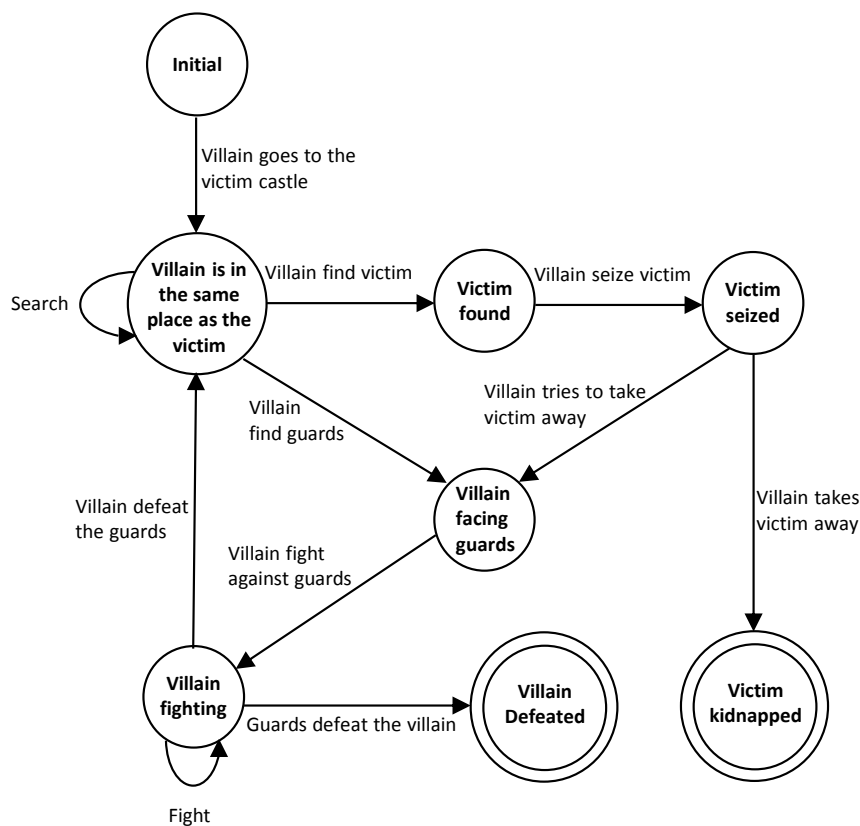 Initial
Villain goes to the
victim castle
Search
Villain is in
the same
place as the
victim
Villain find victim
Victim
found
Villain seize victim
Victim
seized
Villain
find guards
Villain tries to take
victim away
Villain defeat
the guards
Villain
facing
guards
Villain takes
victim away
Villain fight
against guards
Villain
fighting
Guards defeat the villain
Villain
Defeated
Victim
kidnapped
Fight